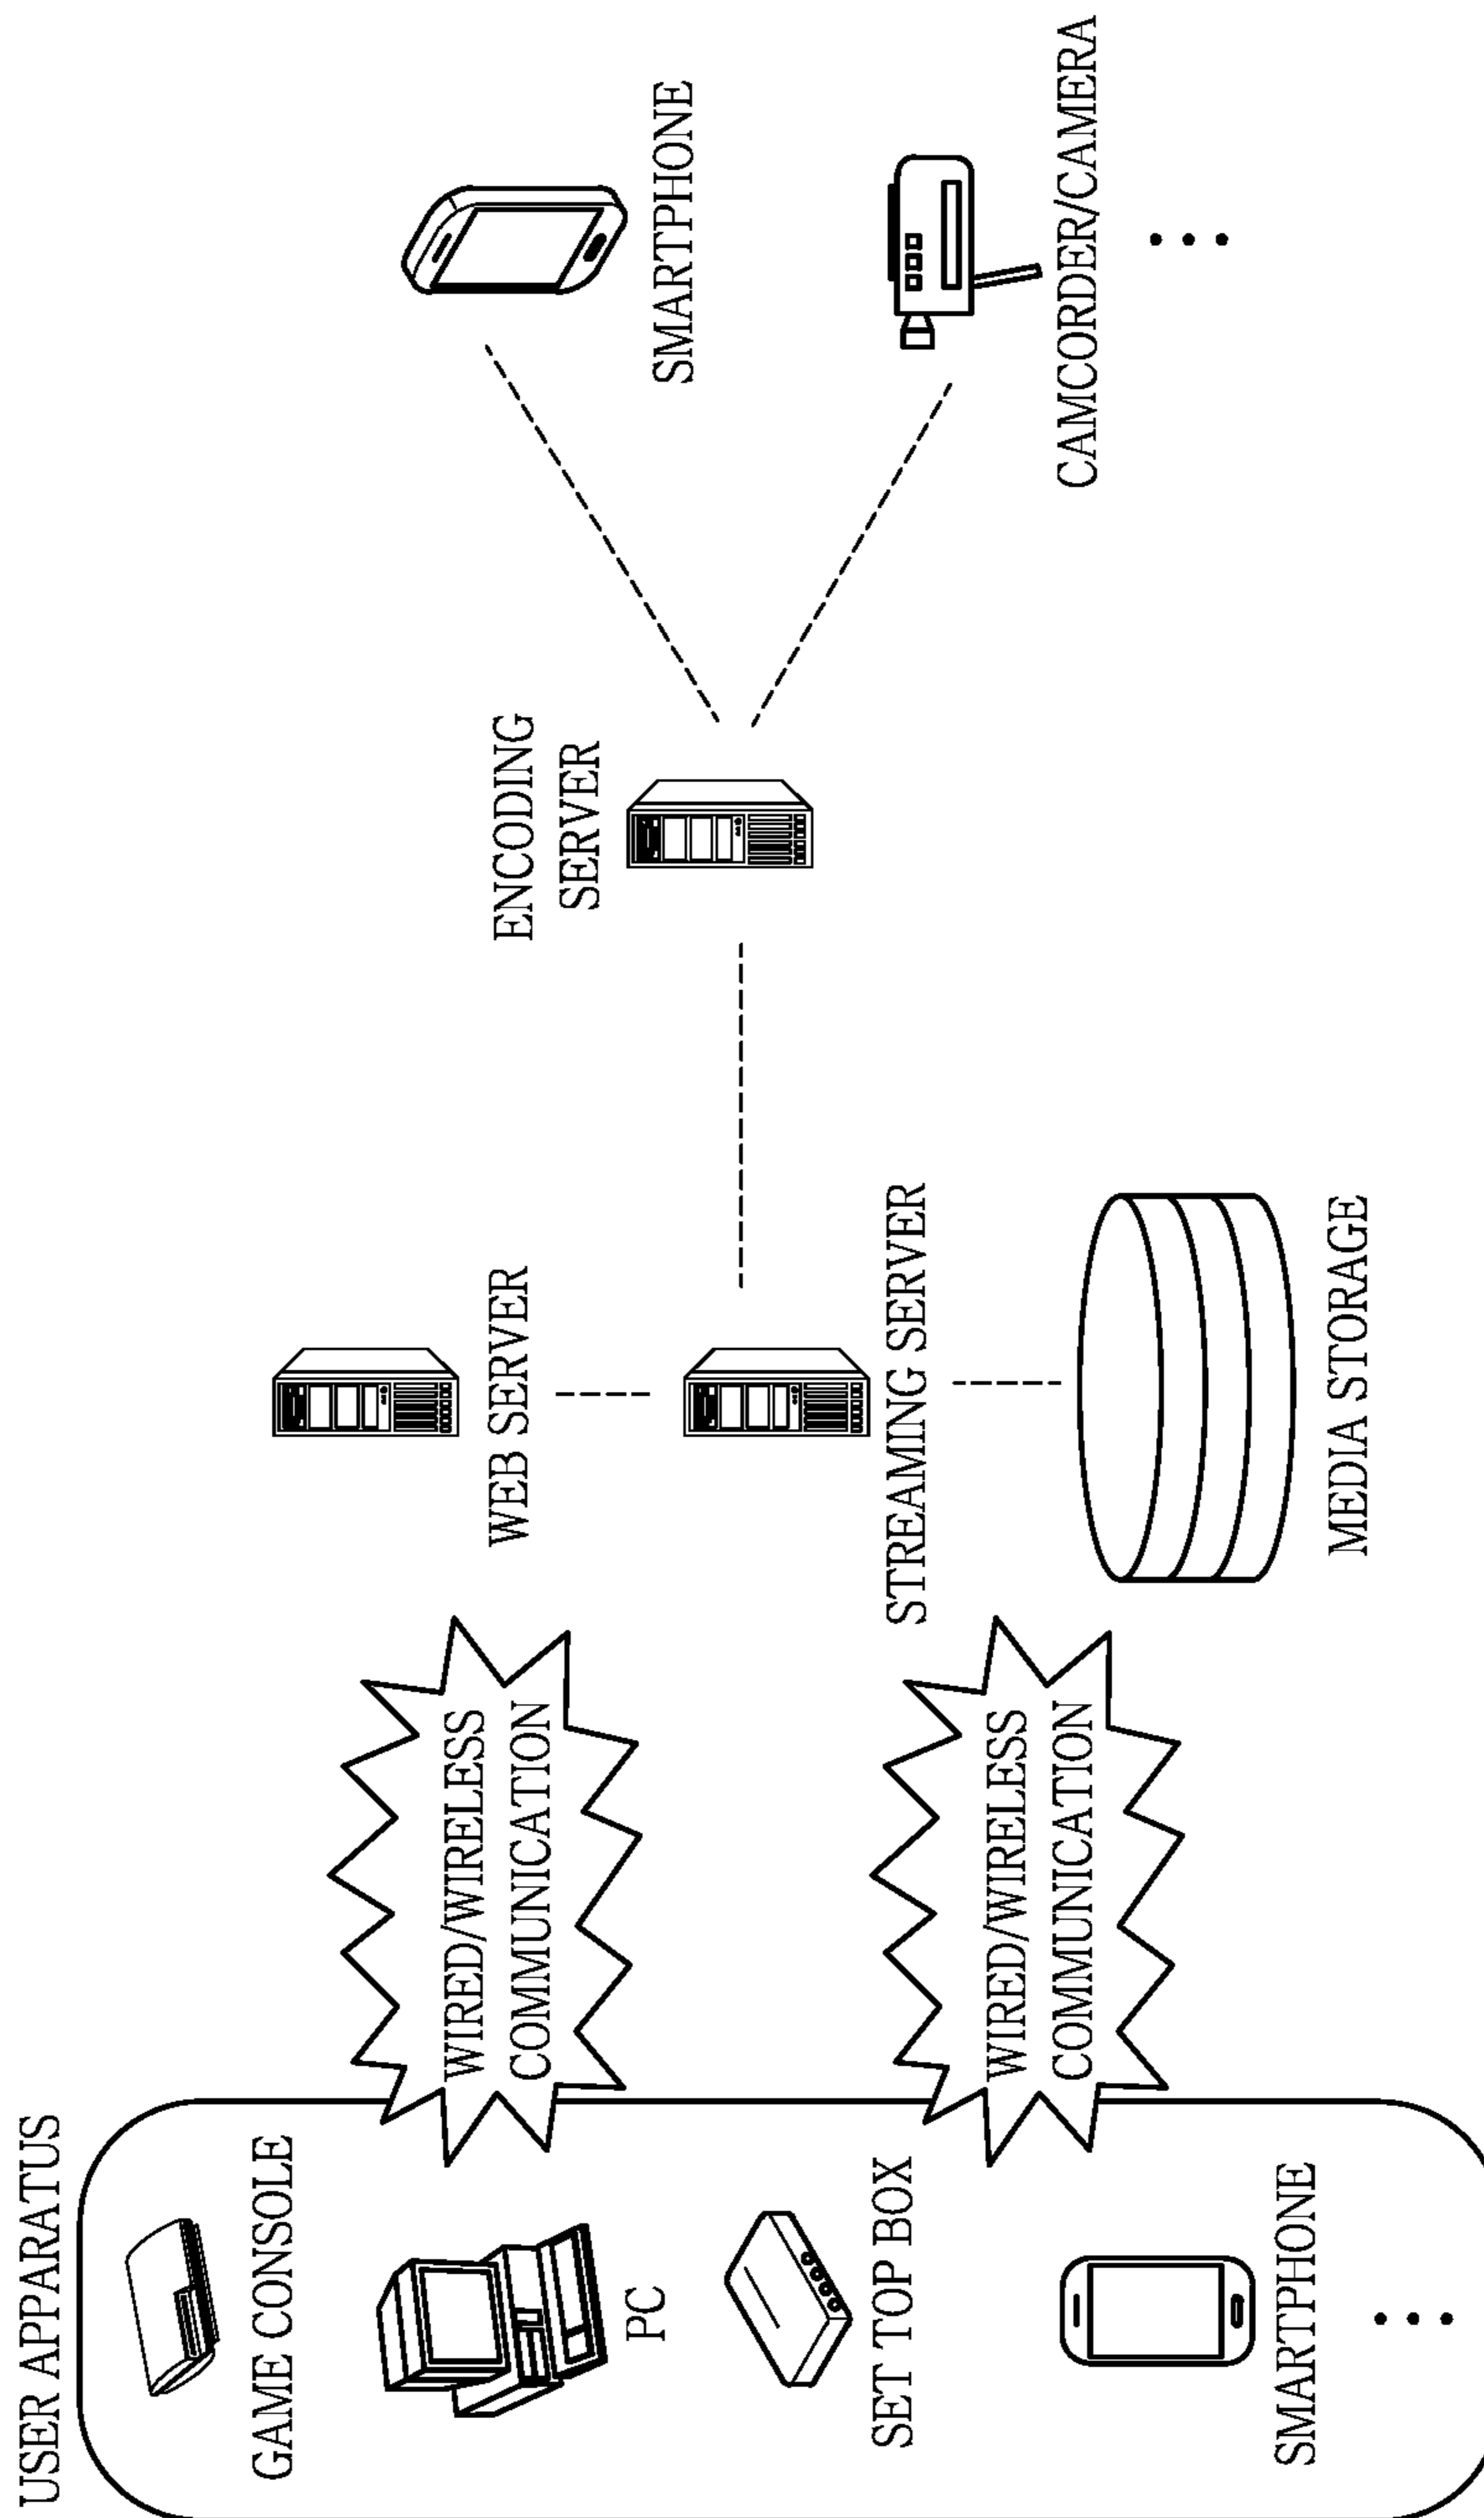 USER APPARATUS
GAME CONSOLE
PC
SET TOP BOX
SMARTPHONE
WIRED/WIRELESS
COMMUNICATION
WIRED/WIRELESS
COMMUNICATION
WEB SERVER
STREAMING SERVER
MEDIA STORAGE
ENCODING
SERVER
SMARTPHONE
CAMCORDER/CAMERA